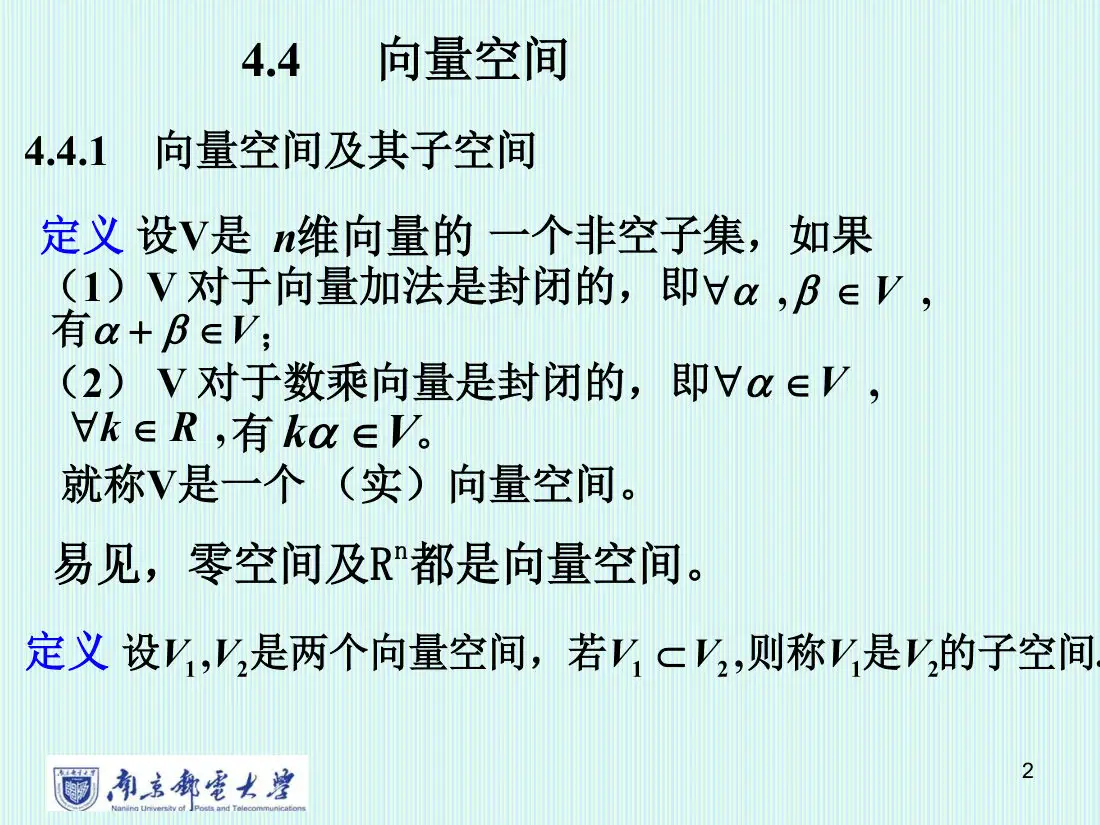 4.4 向量空间
4.4.1 向量空间及其子空间
定义 设V是 n维向量的 一个非空子集，如果
（1）V 对于向量加法是封闭的，即∀α ,β ∈ V ,
有α + β ∈V；
（2） V 对于数乘向量是封闭的，即∀α ∈V ,
∀k ∈ R , 有 kα ∈V。
就称V是一个 （实）向量空间。
易见，零空间及Rⁿ都是向量空间。
定义 设V₁,V₂是两个向量空间，若V₁ ⊂ V₂,则称V₁是V₂的子空间.
南京邮电大学
Nanjing University of Posts and Telecommunications
2